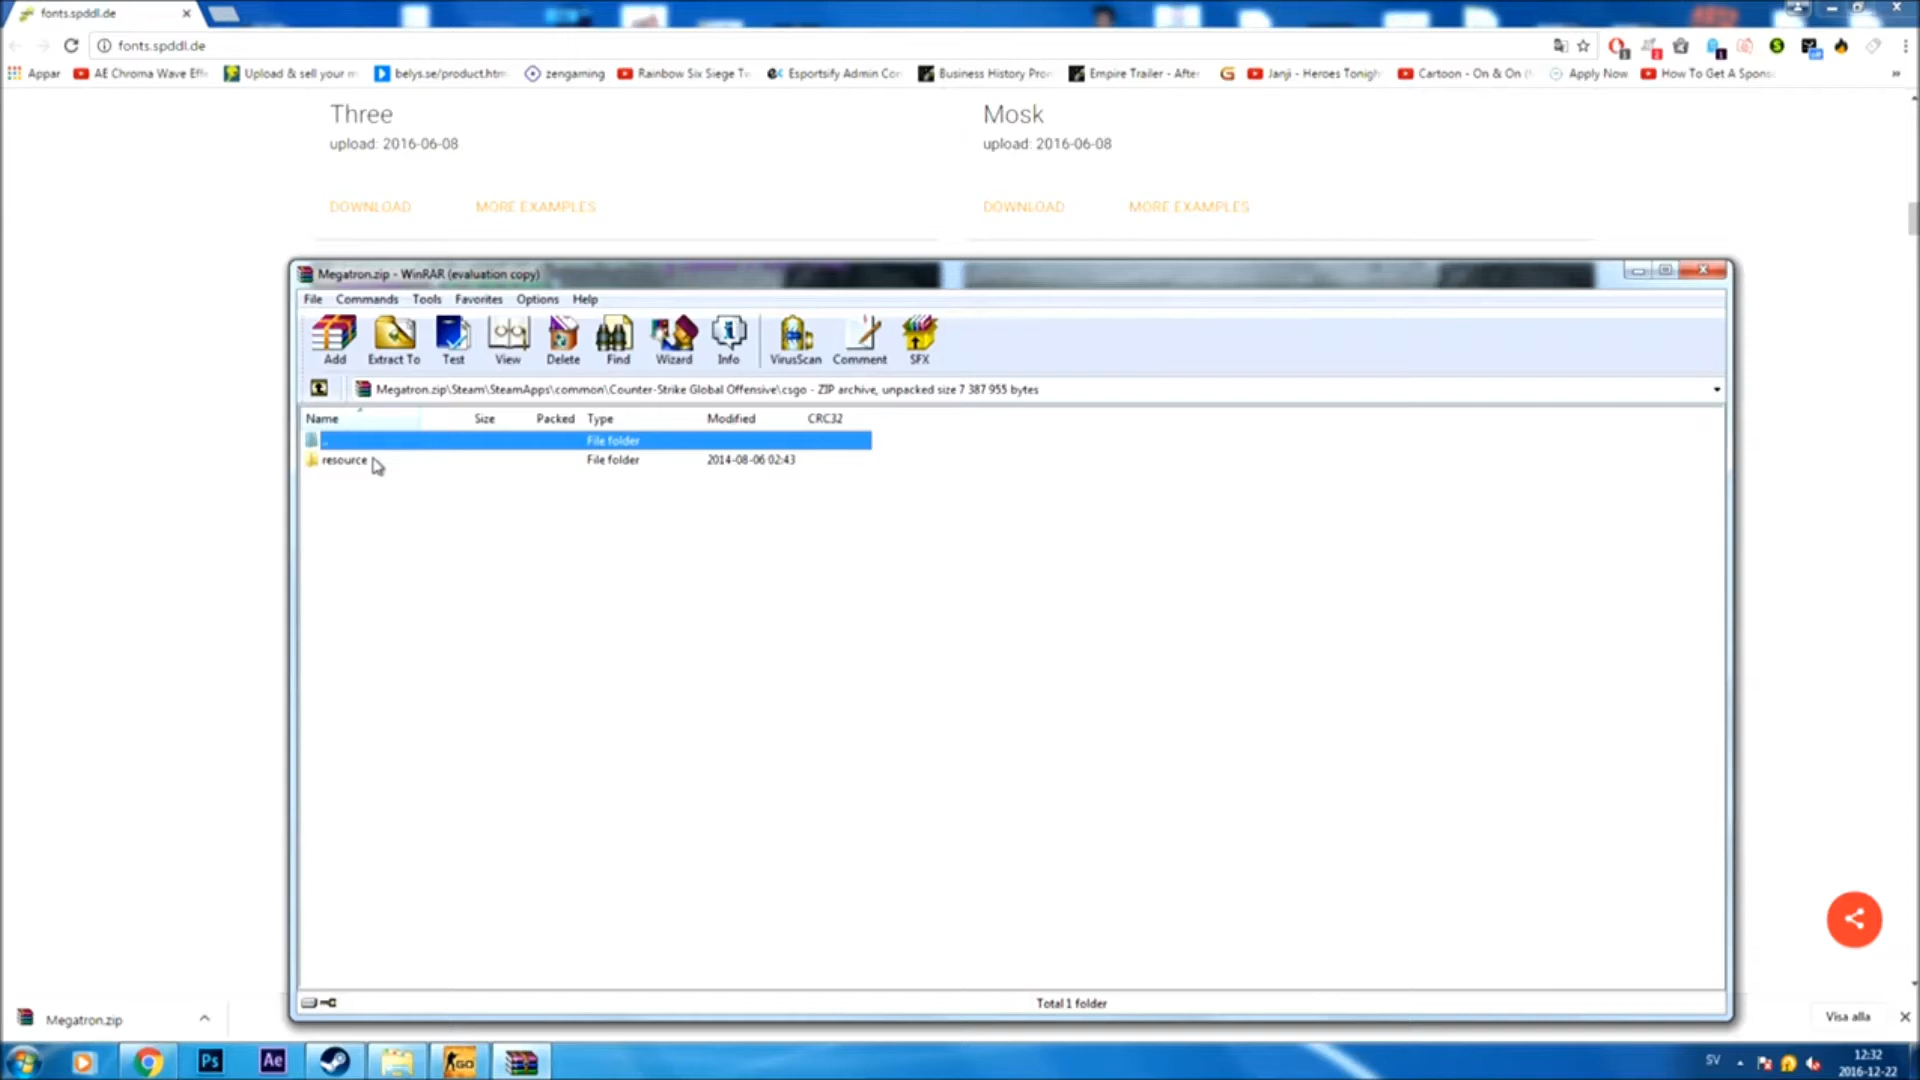 fonts.spddl.de
fonts.spddl.de
Appar AE Chroma Wave Eff Upload & sell your m belys.se/product.htm zengaming Rainbow Six Siege Tw Esportsify Admin Con Business History Pron Empire Trailer - After Janji - Heroes Tonigh Cartoon - On & On ( Apply Now How To Get A Spons »
Three Mosk
upload: 2016-06-08 upload: 2016-06-08
DOWNLOAD MORE EXAMPLES DOWNLOAD MORE EXAMPLES
Megatron.zip - WinRAR (evaluation copy)
File Commands Tools Favorites Options Help
Add Extract To Test View Delete Find Wizard Info VirusScan Comment SFX
Megatron.zip\Steam\SteamApps\common\Counter-Strike Global Offensive\csgo - ZIP archive, unpacked size 7 387 955 bytes
Name Size Packed Type Modified CRC32
.. File folder
resource File folder 2014-08-06 02:43
Total 1 folder
Megatron.zip Visa alla
Ps Ae GO SV 12:32
2016-12-22